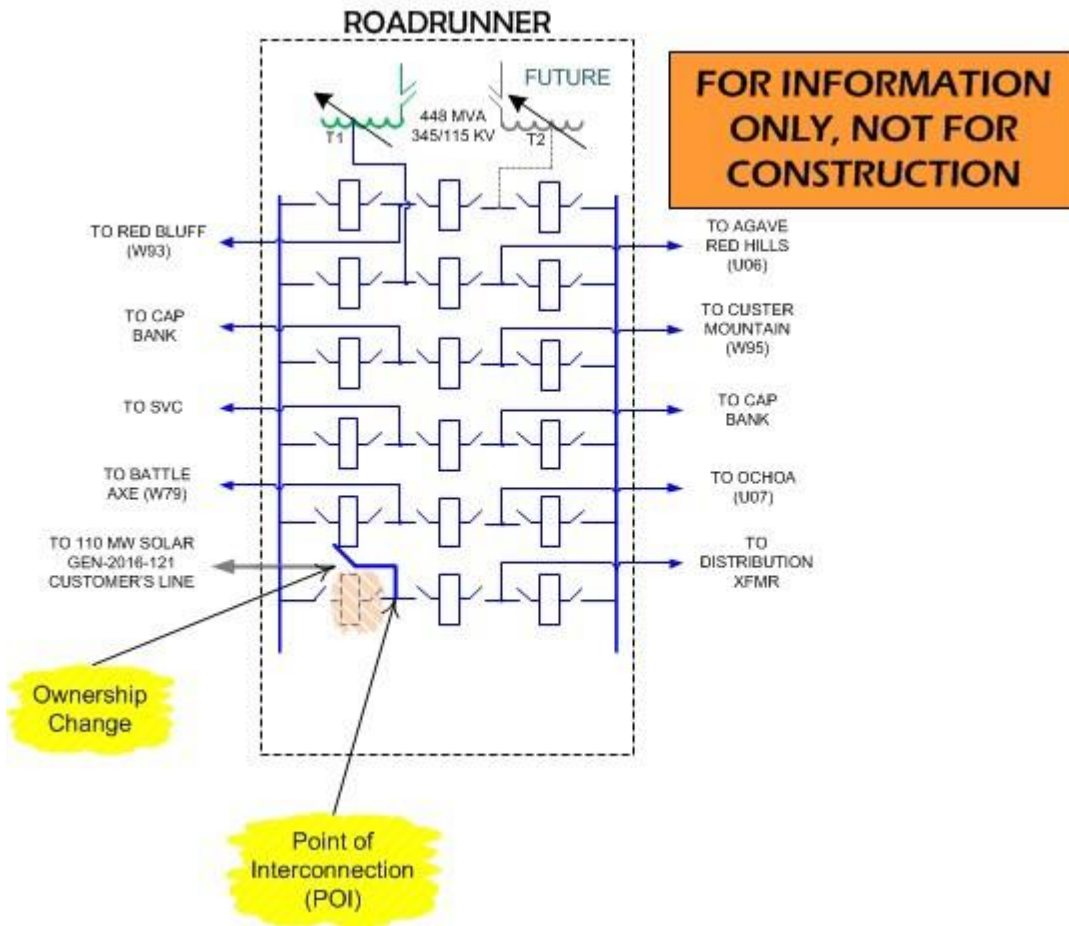 ROADRUNNER
FUTURE
448 MVA
345/115 KV
T1
T2
FOR INFORMATION
ONLY, NOT FOR
CONSTRUCTION
TO RED BLUFF
(W93)
TO AGAVE
RED HILLS
(U06)
TO CAP
BANK
TO CUSTER
MOUNTAIN
(W95)
TO SVC
TO CAP
BANK
TO BATTLE
AXE (W79)
TO OCHOA
(U07)
TO 110 MW SOLAR
GEN-2016-121
CUSTOMER'S LINE
TO
DISTRIBUTION
XFMR
Ownership
Change
Point of
Interconnection
(POI)